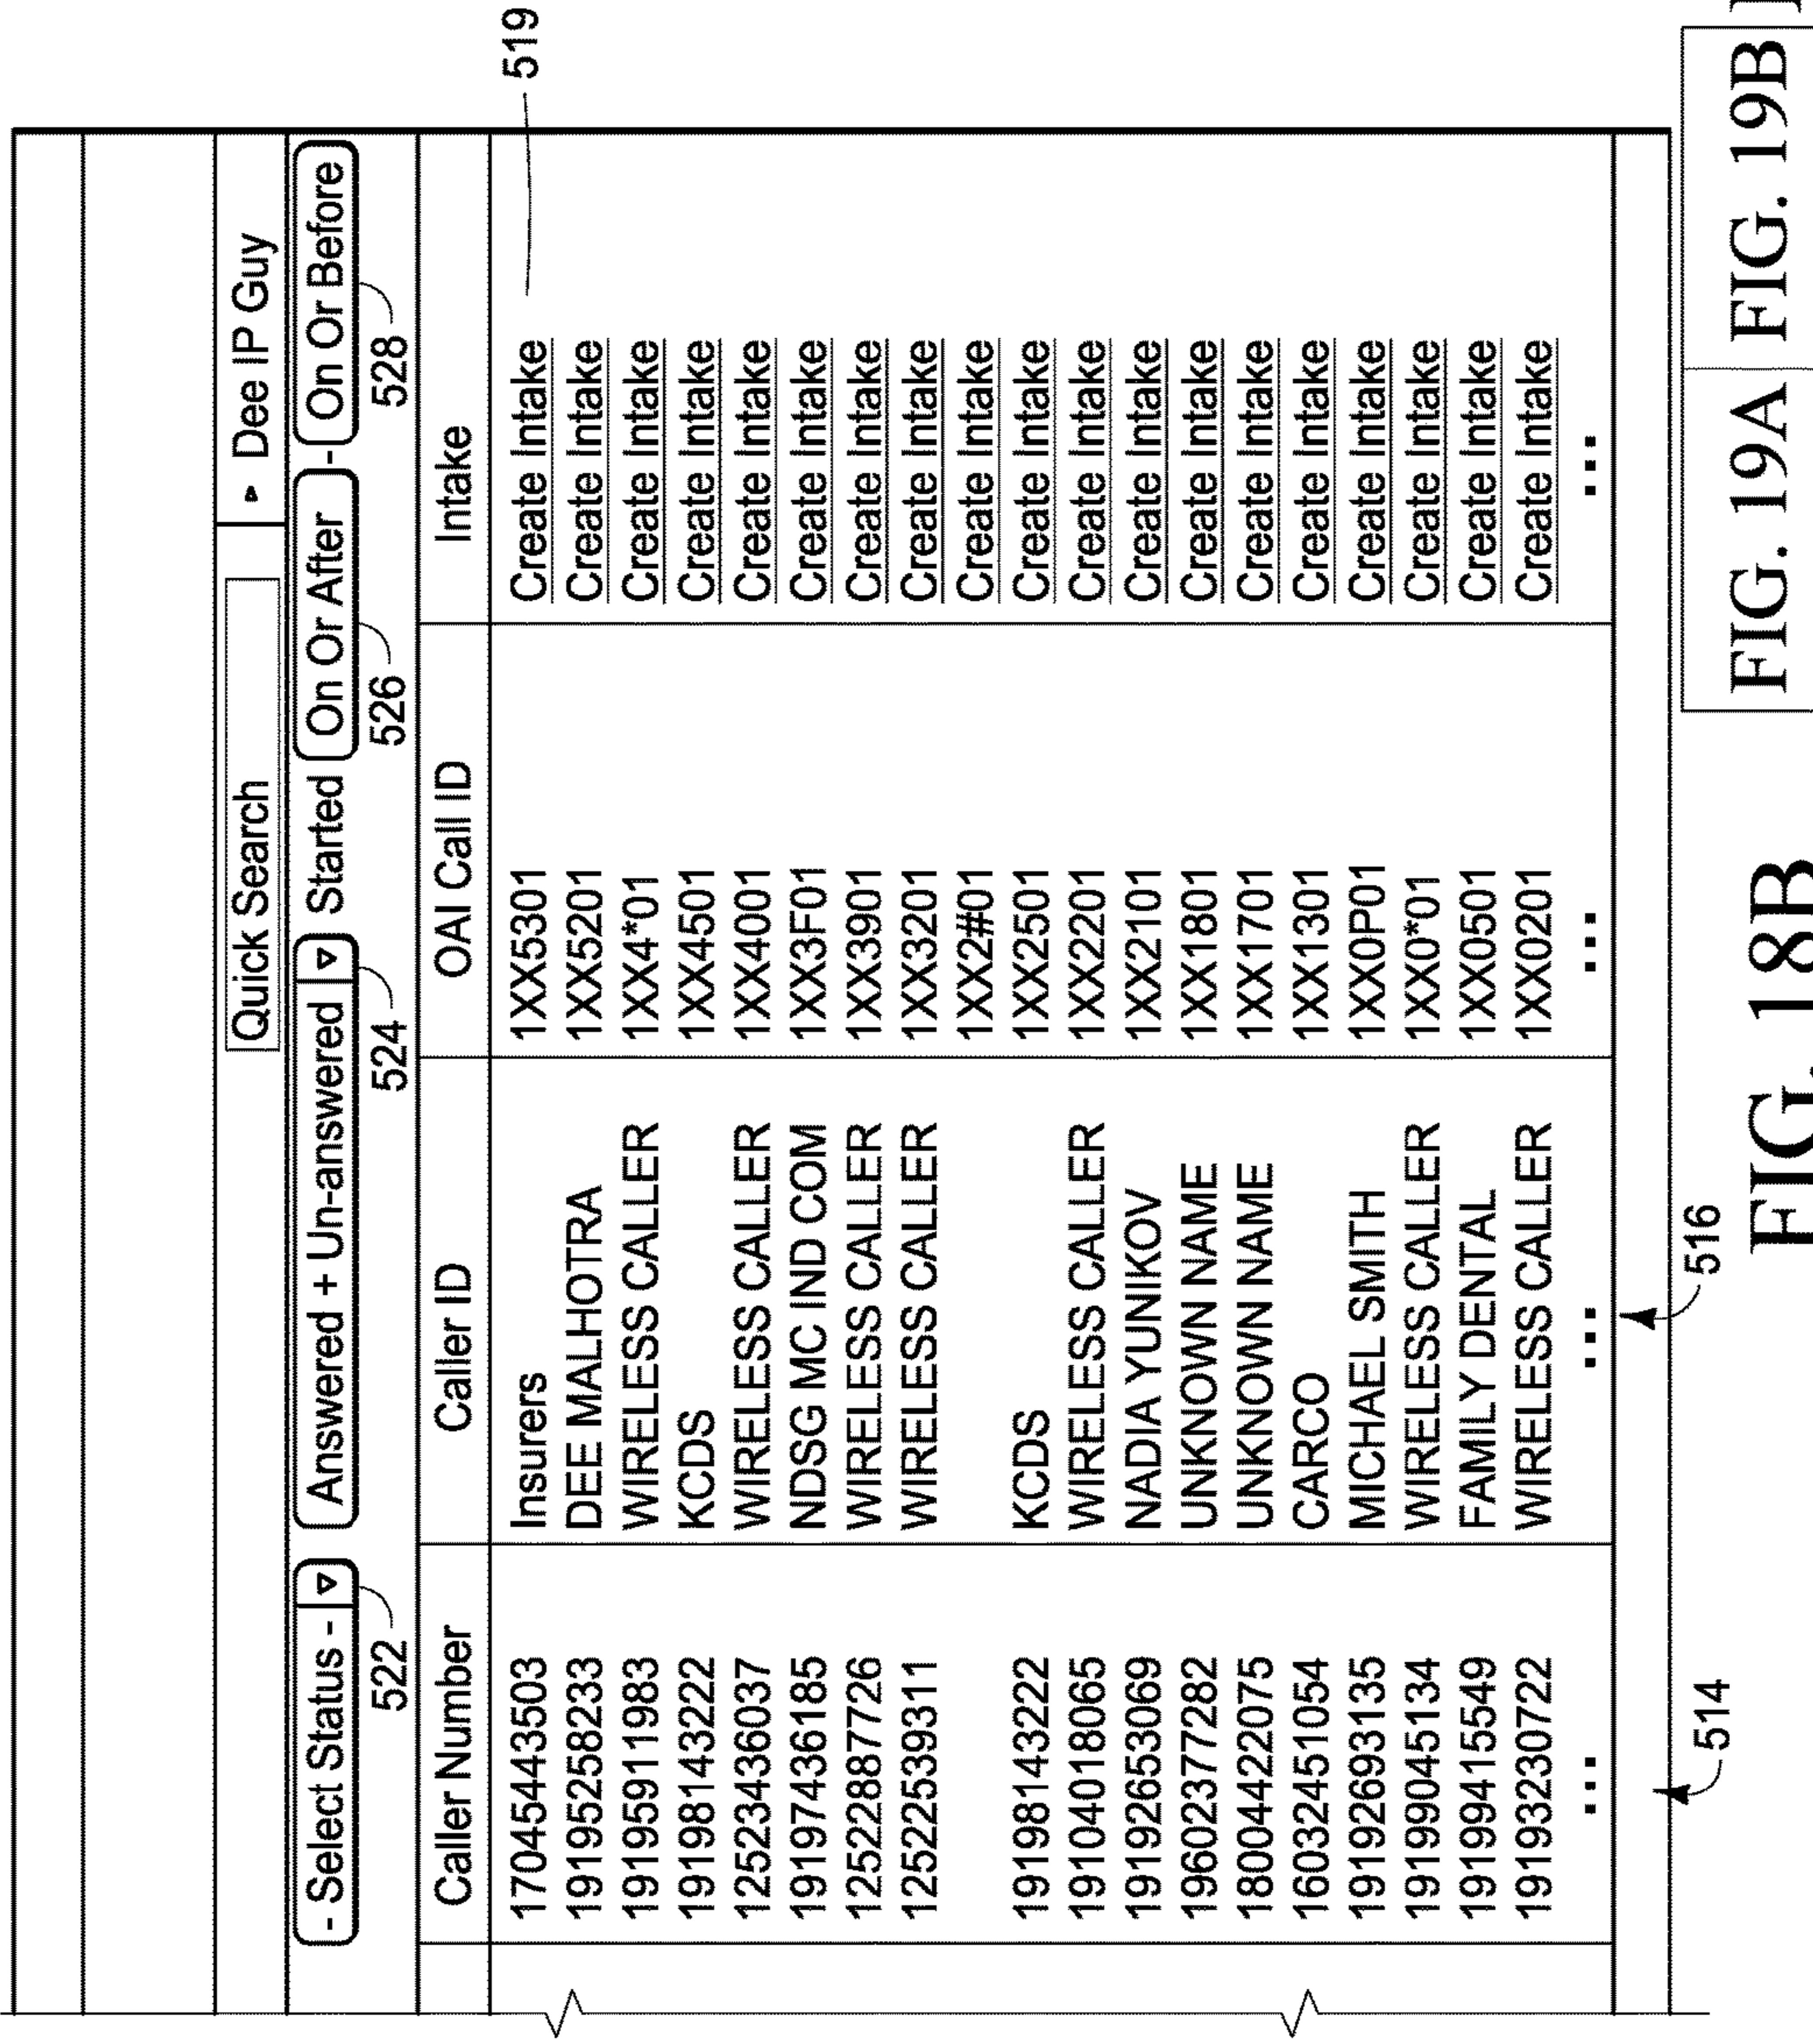 Quick Search ▸ Dee IP Guy
- Select Status - Answered + Un-answered Started On Or After - On Or Before
522 524 526 528
Caller Number Caller ID OAI Call ID Intake
17045443503 Insurers 1XX5301 Create Intake 519
19195258233 DEE MALHOTRA 1XX5201 Create Intake
19195911983 WIRELESS CALLER 1XX4*01 Create Intake
19198143222 KCDS 1XX4501 Create Intake
12523436037 WIRELESS CALLER 1XX4001 Create Intake
19197436185 NDSG MC IND COM 1XX3F01 Create Intake
12522887726 WIRELESS CALLER 1XX3901 Create Intake
12522539311 WIRELESS CALLER 1XX3201 Create Intake
1XX2#01 Create Intake
19198143222 KCDS 1XX2501 Create Intake
19104018065 WIRELESS CALLER 1XX2201 Create Intake
19192653069 NADIA YUNIKOV 1XX2101 Create Intake
19602377282 UNKNOWN NAME 1XX1801 Create Intake
18004422075 UNKNOWN NAME 1XX1701 Create Intake
16032451054 CARCO 1XX1301 Create Intake
19192693135 MICHAEL SMITH 1XX0P01 Create Intake
19199045134 WIRELESS CALLER 1XX0*01 Create Intake
19199415549 FAMILY DENTAL 1XX0501 Create Intake
19193230722 WIRELESS CALLER 1XX0201 Create Intake
... ... ... ...
514 516
FIG. 18B
FIG. 19A FIG. 19B